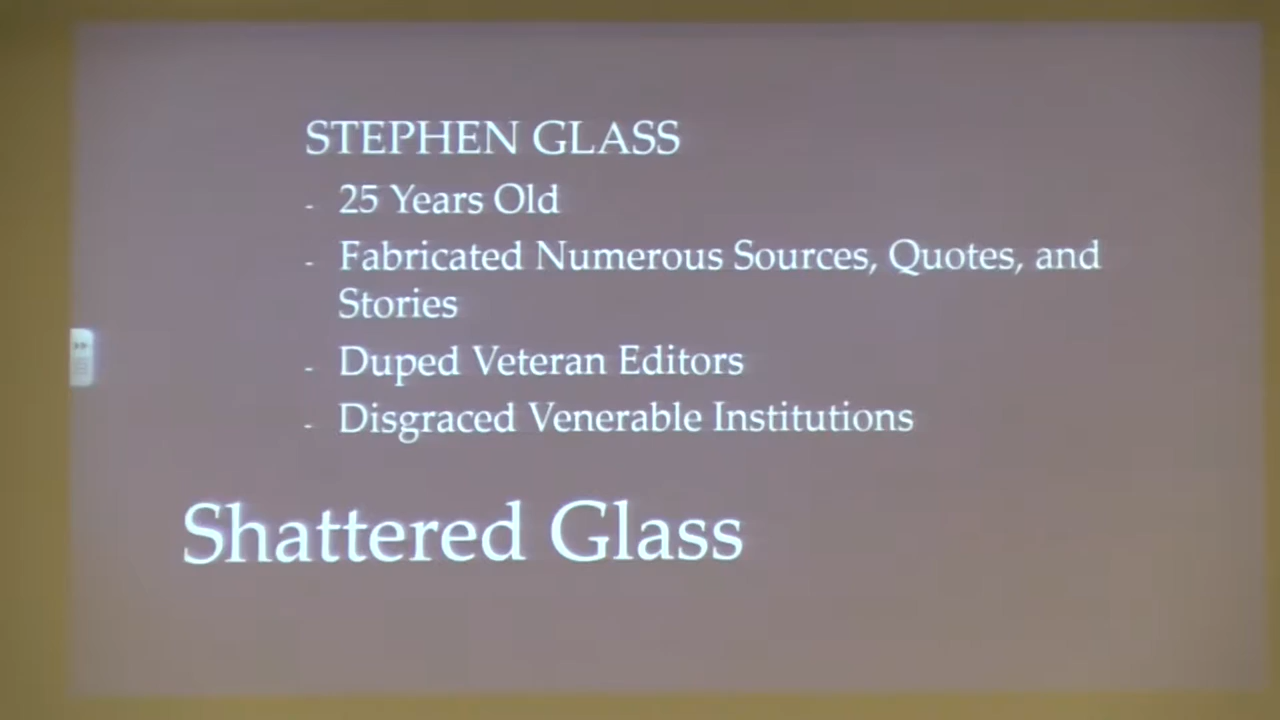 STEPHEN GLASS
- 25 Years Old
- Fabricated Numerous Sources, Quotes, and
Stories
- Duped Veteran Editors
- Disgraced Venerable Institutions
Shattered Glass